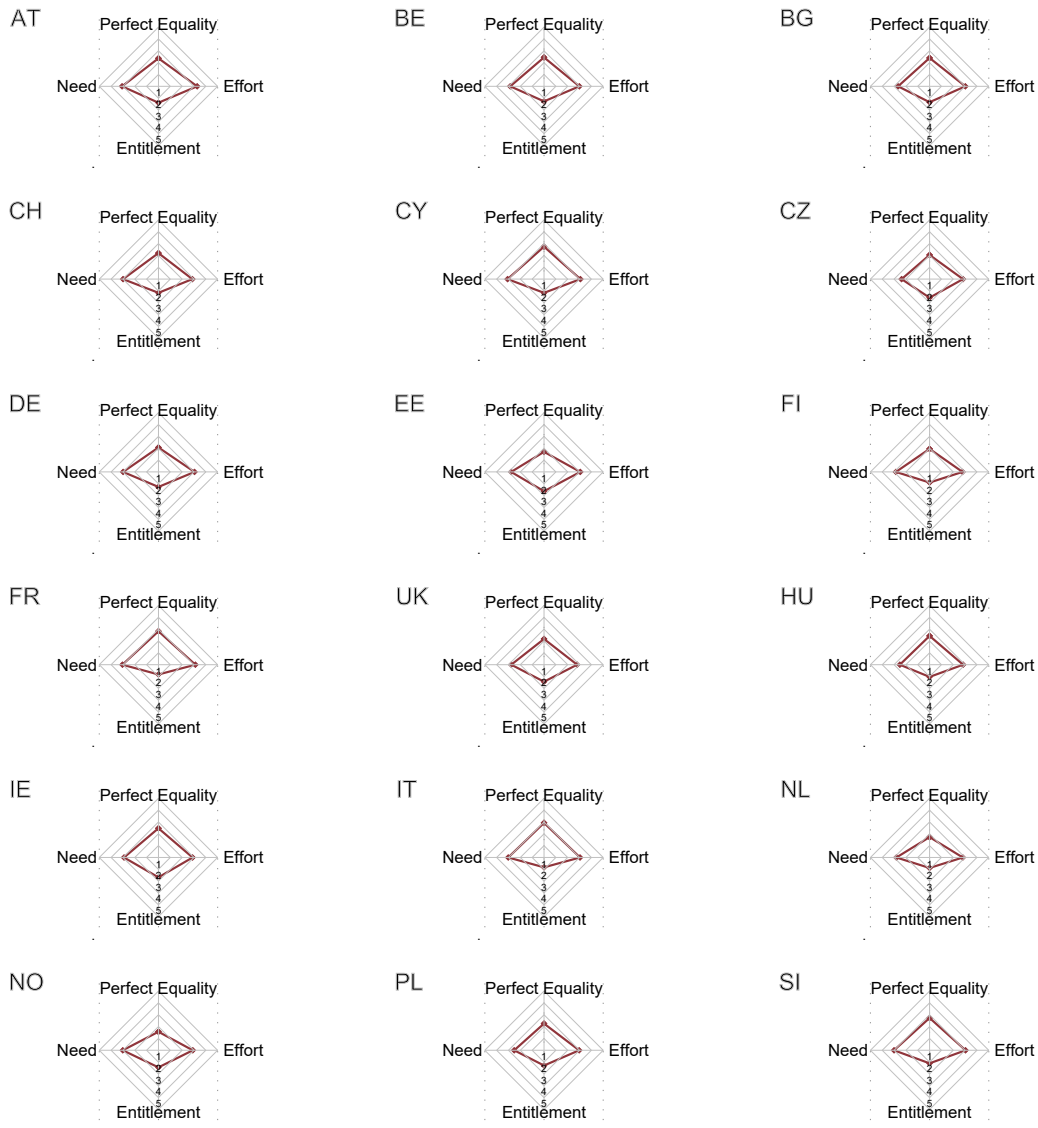 AT BE BG
Perfect Equality Perfect Equality Perfect Equality
Need Effort Need Effort Need Effort
1 1 1
2 2 2
3 3 3
4 4 4
5 5 5
Entitlement Entitlement Entitlement
CH CY CZ
Perfect Equality Perfect Equality Perfect Equality
Need Effort Need Effort Need Effort
1 1 1
2 2 2
3 3 3
4 4 4
5 5 5
Entitlement Entitlement Entitlement
DE EE FI
Perfect Equality Perfect Equality Perfect Equality
Need Effort Need Effort Need Effort
1 1 1
2 2 2
3 3 3
4 4 4
5 5 5
Entitlement Entitlement Entitlement
FR UK HU
Perfect Equality Perfect Equality Perfect Equality
Need Effort Need Effort Need Effort
1 1 1
2 2 2
3 3 3
4 4 4
5 5 5
Entitlement Entitlement Entitlement
IE IT NL
Perfect Equality Perfect Equality Perfect Equality
Need Effort Need Effort Need Effort
1 1 1
2 2 2
3 3 3
4 4 4
5 5 5
Entitlement Entitlement Entitlement
NO PL SI
Perfect Equality Perfect Equality Perfect Equality
Need Effort Need Effort Need Effort
1 1 1
2 2 2
3 3 3
4 4 4
5 5 5
Entitlement Entitlement Entitlement